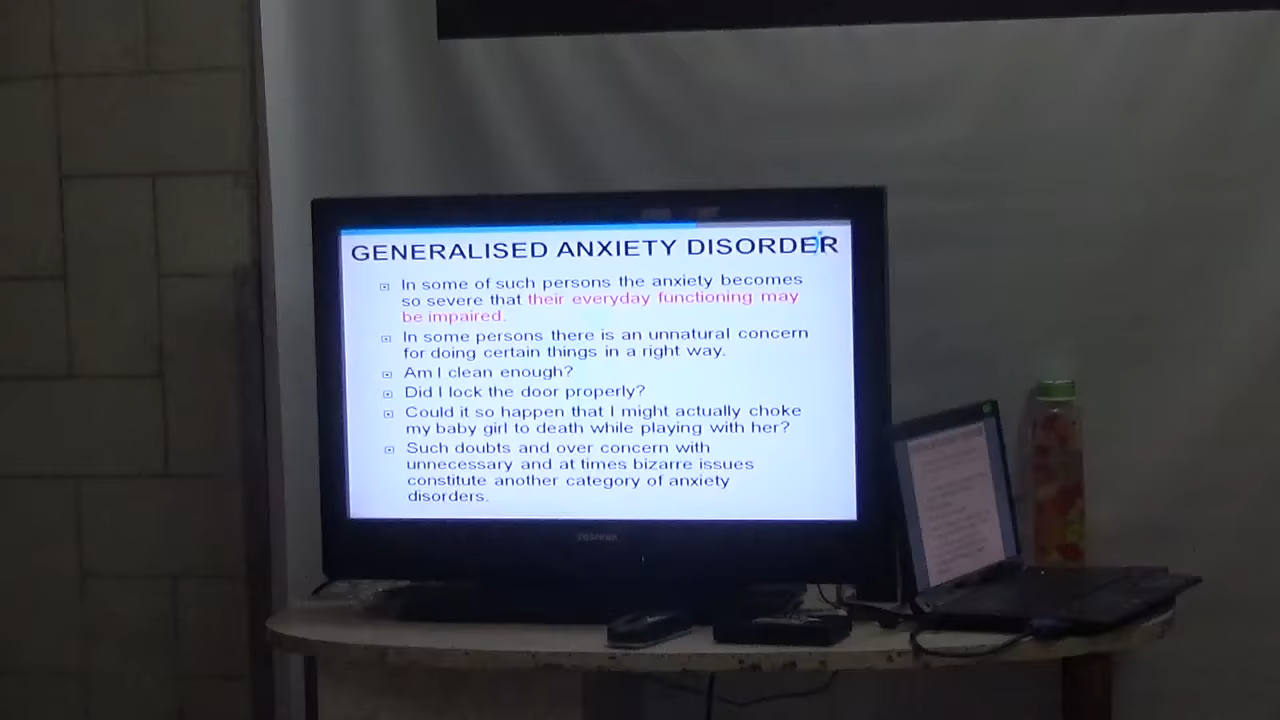 GENERALISED ANXIETY DISORDER
In some of such persons the anxiety becomes
so severe that their everyday functioning may
be impaired.
In some persons there is an unnatural concern
for doing certain things in a right way.
Am I clean enough?
Did I lock the door properly?
Could it so happen that I might actually choke
my baby girl to death while playing with her?
Such doubts and over concern with
unnecessary and at times bizarre issues
constitute another category of anxiety
disorders.
TOSHIBA